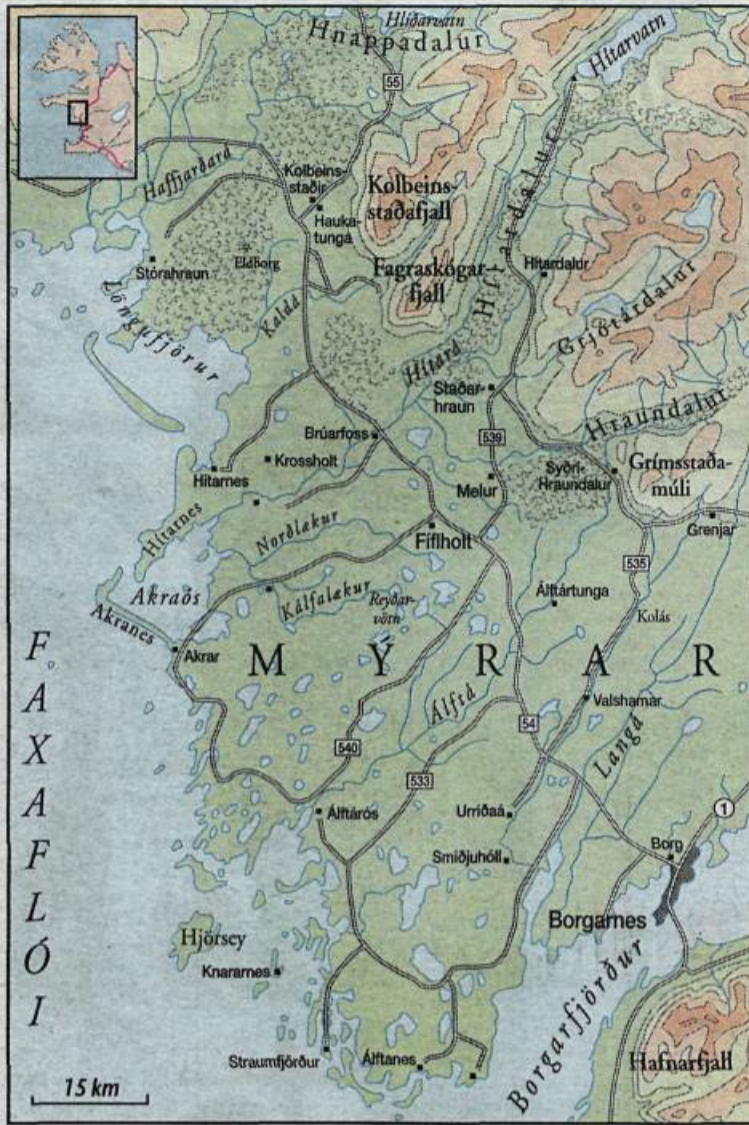 Hlíðarvatn
Hnappadalur
Hítarvatn
55
Haffjarðará
Kolbeins-
staðir
Hauka-
tunga
Kolbeins-
staðafjall
Hítardalur
Stórahraun
Eldborg
Fagraskógar-
fjall
Hítardalur
Löngufjörur
Kaldá
Grjótárdalur
Hítará
Staðar-
hraun
Hraundalur
Brúarfoss
539
Krossholt
Hítarnes
Melur
Syðri-
Hraundalur
Grímsstaða-
múli
Hítarnes
Norðlækur
Fíflholt
Grenjar
535
Akraós
Kálfalækur
Reyðar-
vötn
Álftártunga
Akranes
Kolás
Akrar
MÝRAR
FAXAFLÓI
Álftá
Valshamar
54
Langá
540
533
Álftárós
Urriðaá
1
Smiðjuhóll
Borg
Borgarnes
Hjörsey
Knararnes
Borgarfjörður
Straumfjörður
Álftanes
Hafnarfjall
15 km